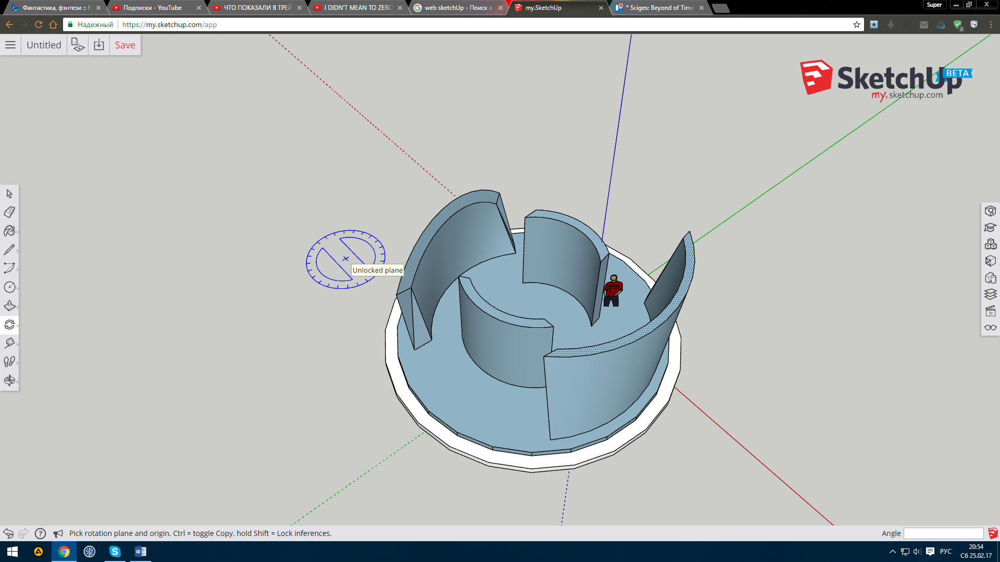 Фантастика, фэнтези :: N
Подписки - YouTube
ЧТО ПОКАЗАЛИ В ТРЕЙ
I DIDN'T MEAN TO ZERO
web sketchUp - Поиск в
my.SketchUp
* Sciges: Beyond of Time
Super
Надежный
https://my.sketchup.com/app
Untitled
Save
SketchUp
BETA
my.sketchup.com
Unlocked plane
Pick rotation plane and origin. Ctrl = toggle Copy, hold Shift = Lock inferences.
Angle
2
РУС
20:54
Сб 25.02.17